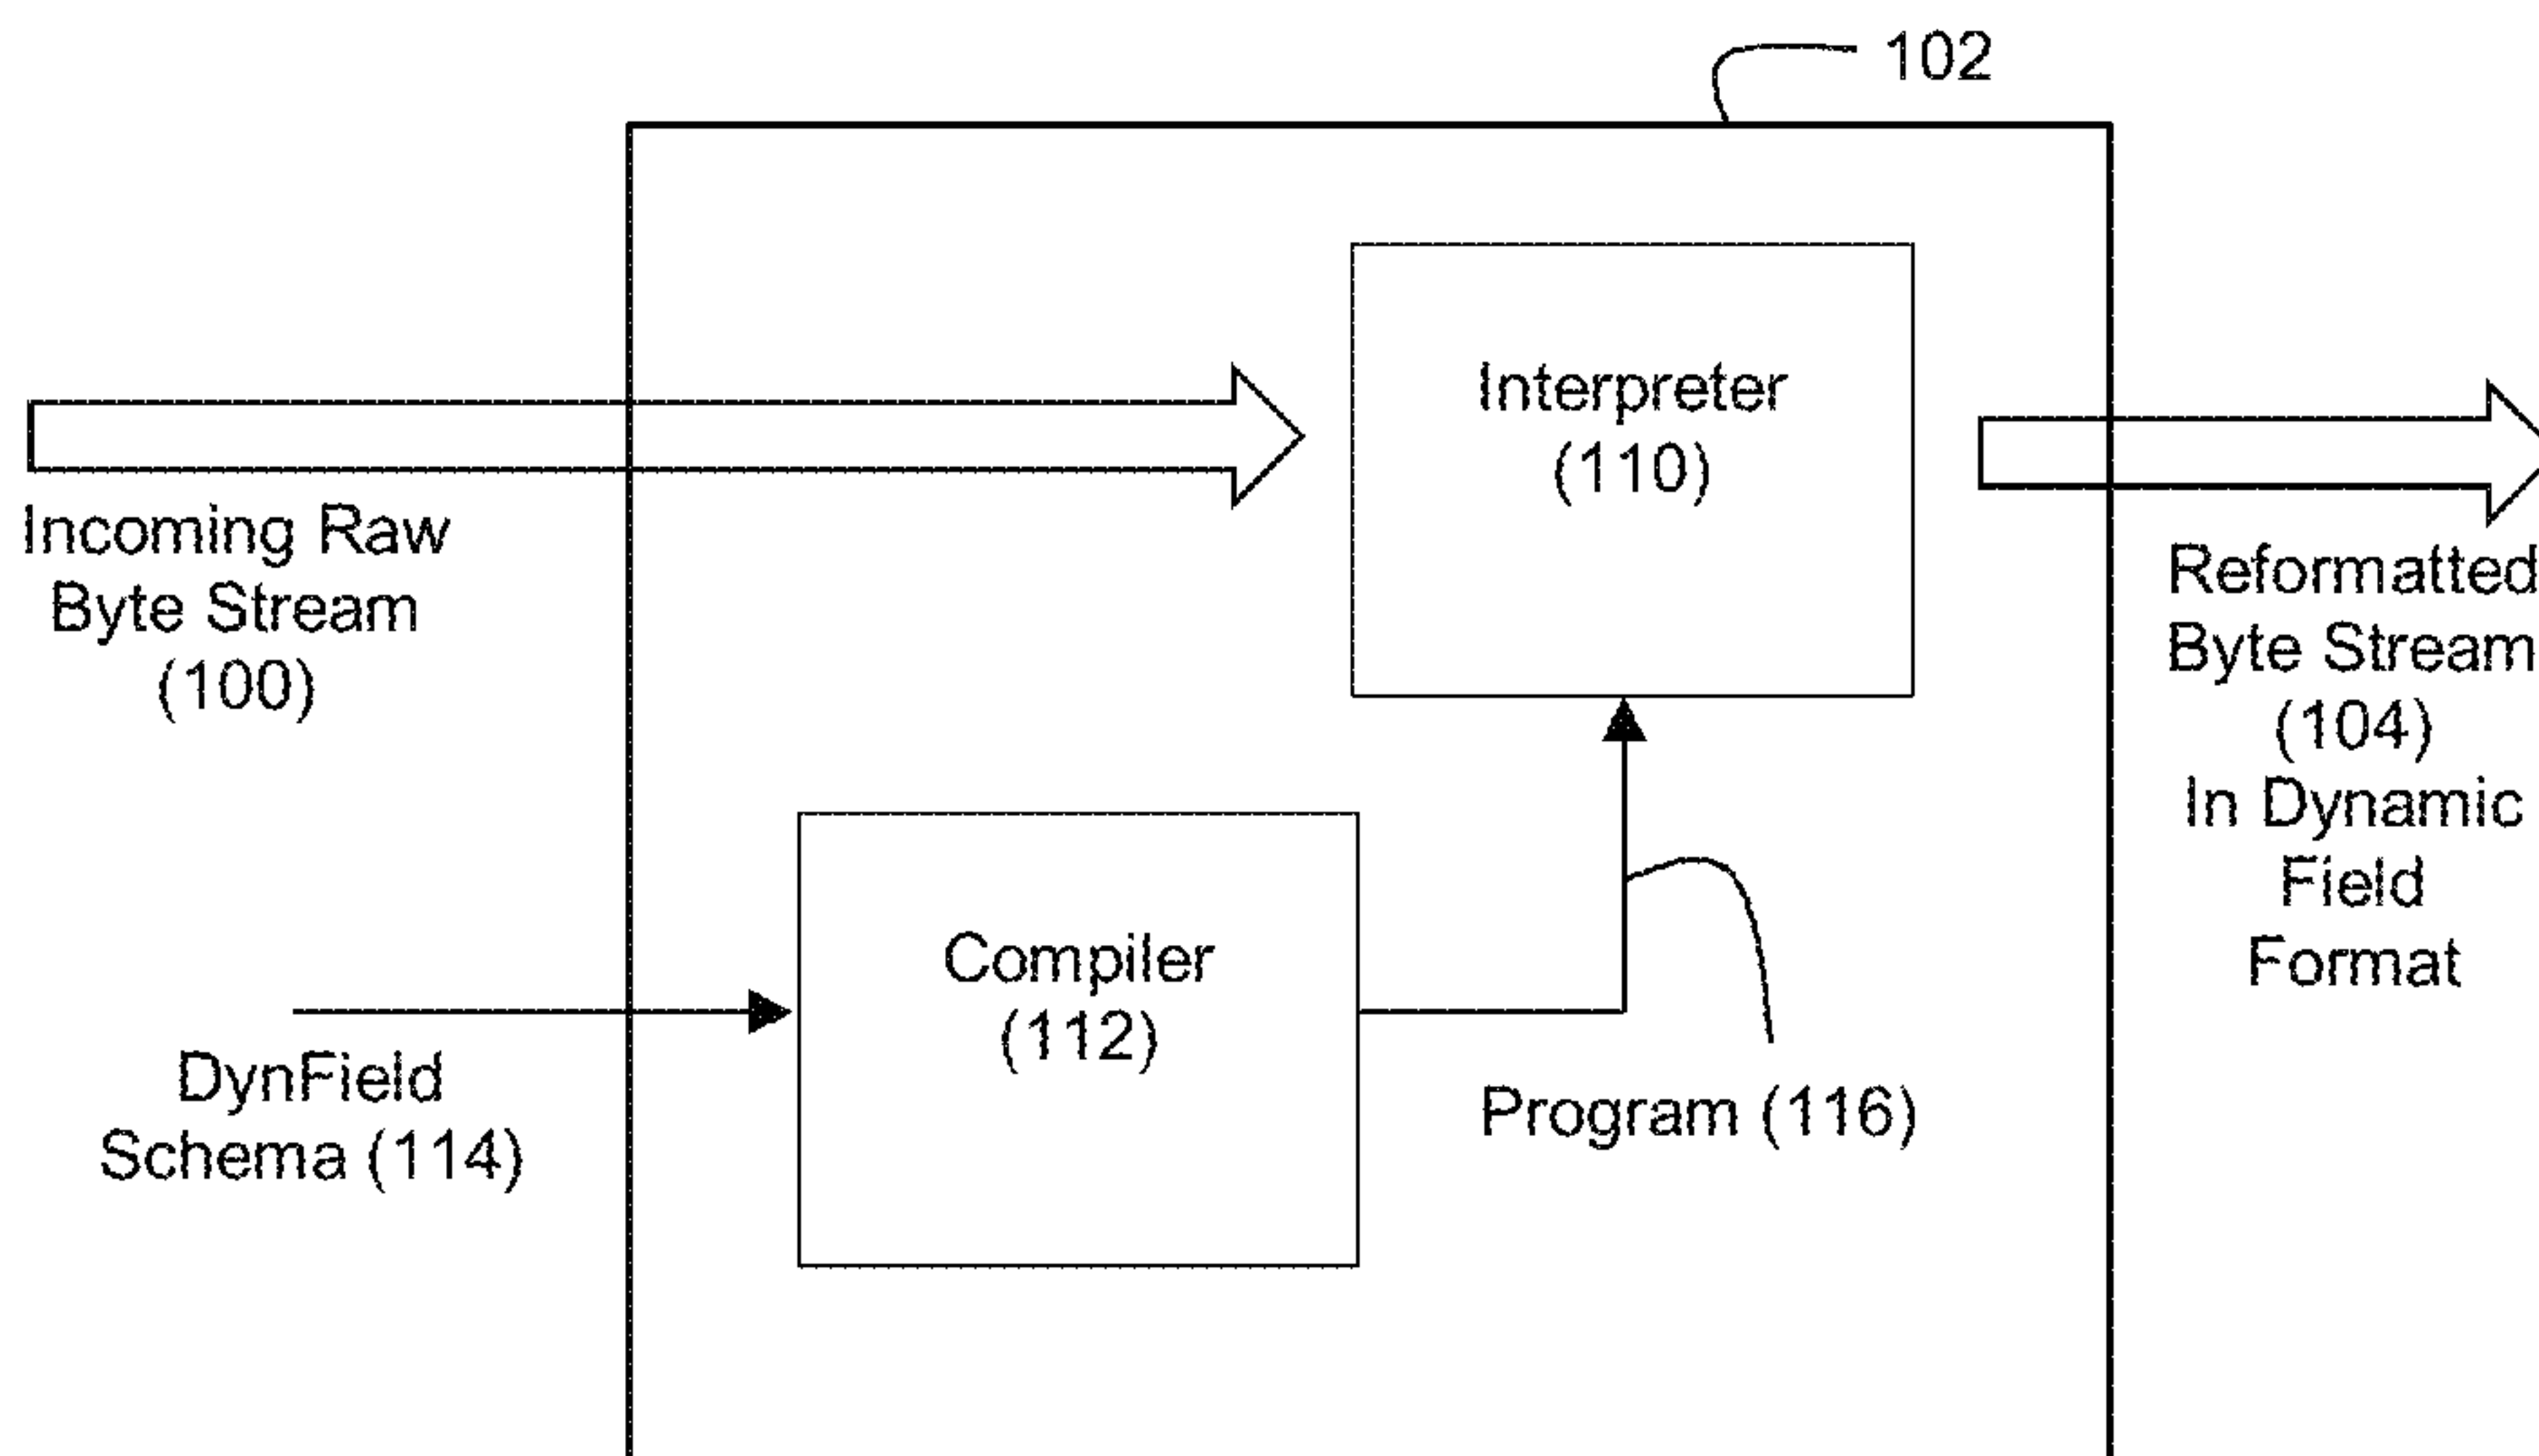 102
Interpreter
(110)
Incoming Raw
Byte Stream
(100)
Reformatted
Byte Stream
(104)
In Dynamic
Field
Format
Compiler
(112)
DynField
Schema (114)
Program (116)